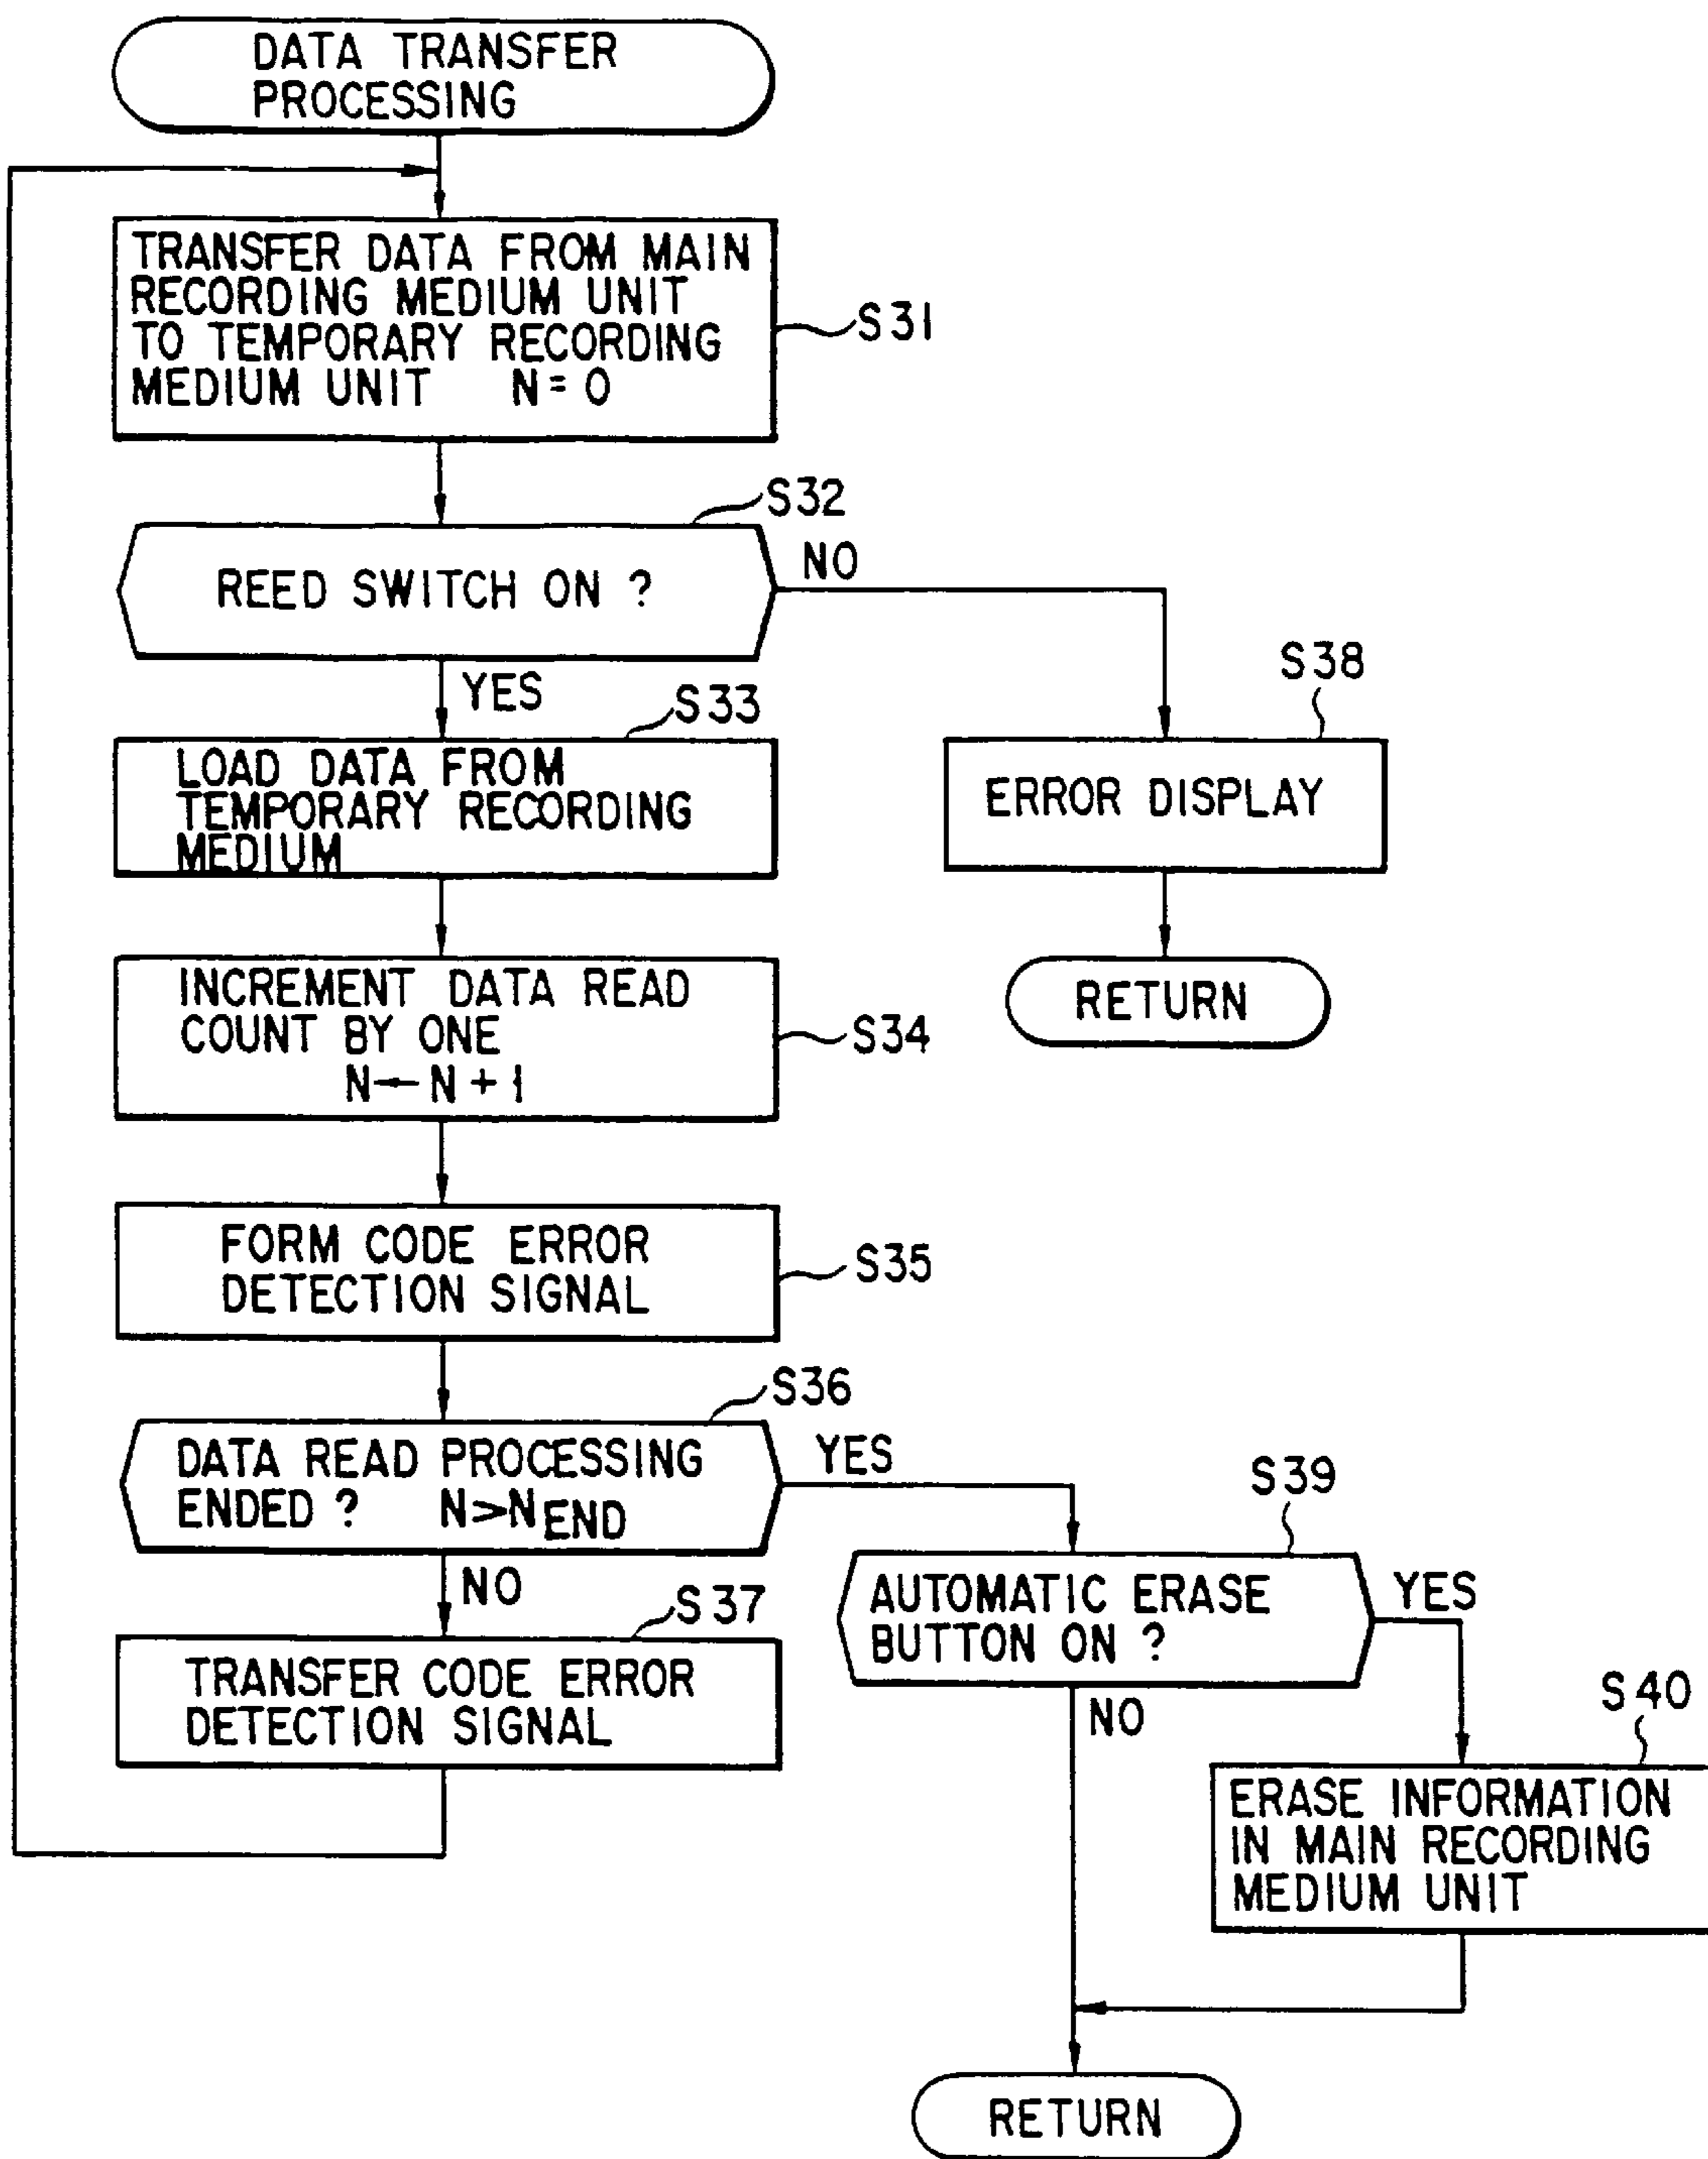 DATA TRANSFER
PROCESSING
TRANSFER DATA FROM MAIN
RECORDING MEDIUM UNIT
TO TEMPORARY RECORDING
MEDIUM UNIT N=0
S31
S32
REED SWITCH ON ?
NO
YES
S33
S38
LOAD DATA FROM
TEMPORARY RECORDING
MEDIUM
ERROR DISPLAY
INCREMENT DATA READ
COUNT BY ONE
N←N+1
S34
RETURN
FORM CODE ERROR
DETECTION SIGNAL
S35
S36
DATA READ PROCESSING
ENDED ? N>NEND
YES
NO
S39
S37
AUTOMATIC ERASE
BUTTON ON ?
YES
NO
TRANSFER CODE ERROR
DETECTION SIGNAL
S40
ERASE INFORMATION
IN MAIN RECORDING
MEDIUM UNIT
RETURN